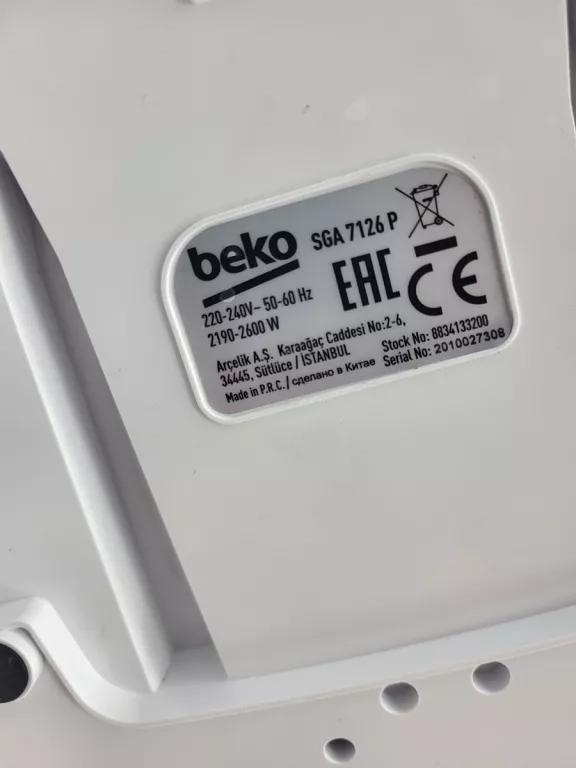 beko SGA 7126 P
220-240V~ 50-60 Hz
2190-2600 W
EAC CE
Arçelik A.Ş. Karaağaç Caddesi No:2-6,
34445, Sütlüce / İSTANBUL
Made in P.R.C./ сделано в Китае
Stock No: 8834133200
Serial No: 2010027308